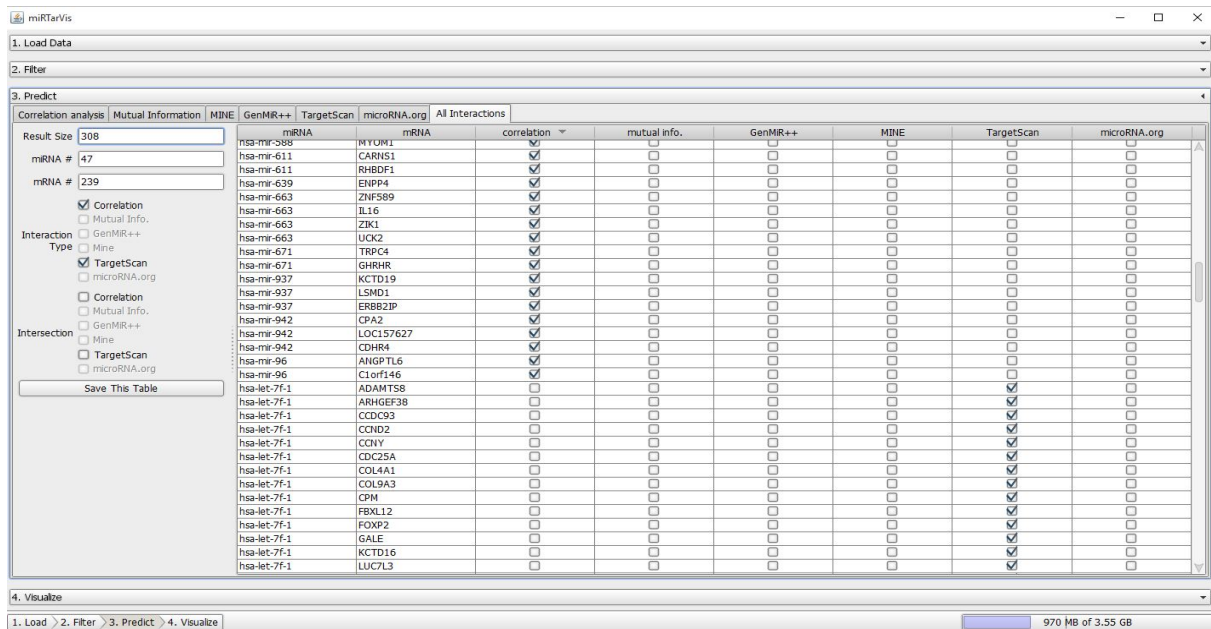 miRTarVis
1. Load Data
2. Filter
3. Predict
Correlation analysis Mutual Information MINE GenMiR++ TargetScan microRNA.org All Interactions
Result Size 308
miRNA # 47
mRNA # 239
Interaction Type
Correlation
Mutual Info.
GenMiR++
Mine
TargetScan
microRNA.org
Intersection
Correlation
Mutual Info.
GenMiR++
Mine
TargetScan
microRNA.org
Save This Table
miRNA mRNA correlation mutual info. GenMiR++ MINE TargetScan microRNA.org
hsa-mir-588 MYOM1
hsa-mir-611 CARNS1
hsa-mir-611 RHBDF1
hsa-mir-639 ENPP4
hsa-mir-663 ZNF589
hsa-mir-663 IL16
hsa-mir-663 ZIK1
hsa-mir-663 UCK2
hsa-mir-671 TRPC4
hsa-mir-671 GHRHR
hsa-mir-937 KCTD19
hsa-mir-937 LSMD1
hsa-mir-937 ERBB2IP
hsa-mir-942 CPA2
hsa-mir-942 LOC157627
hsa-mir-942 CDHR4
hsa-mir-96 ANGPTL6
hsa-mir-96 C1orf146
hsa-let-7f-1 ADAMTS8
hsa-let-7f-1 ARHGEF38
hsa-let-7f-1 CCDC93
hsa-let-7f-1 CCND2
hsa-let-7f-1 CCNY
hsa-let-7f-1 CDC25A
hsa-let-7f-1 COL4A1
hsa-let-7f-1 COL9A3
hsa-let-7f-1 CPM
hsa-let-7f-1 FBXL12
hsa-let-7f-1 FOXP2
hsa-let-7f-1 GALE
hsa-let-7f-1 KCTD16
hsa-let-7f-1 LUC7L3
4. Visualize
1. Load 2. Filter 3. Predict 4. Visualize
970 MB of 3.55 GB